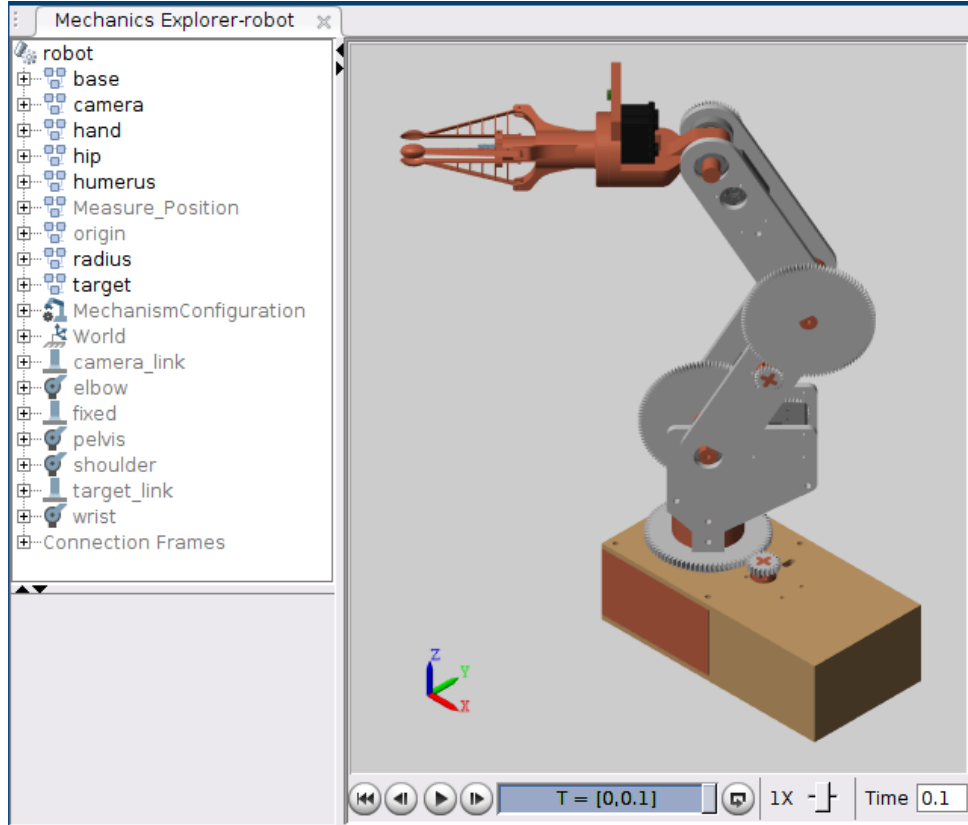 Mechanics Explorer-robot
robot
base
camera
hand
hip
humerus
Measure_Position
origin
radius
target
MechanismConfiguration
World
camera_link
elbow
fixed
pelvis
shoulder
target_link
wrist
Connection Frames
Z
Y
X
T = [0,0.1] 1X Time 0.1